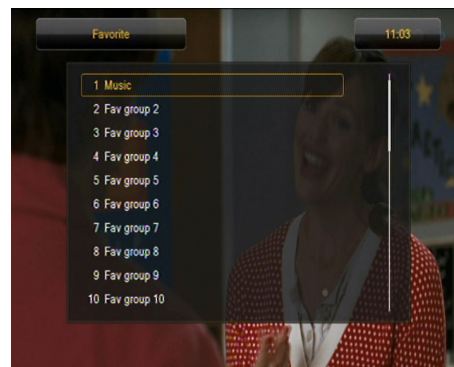 Favorite
11:03
1 Music
2 Fav group 2
3 Fav group 3
4 Fav group 4
5 Fav group 5
6 Fav group 6
7 Fav group 7
8 Fav group 8
9 Fav group 9
10 Fav group 10